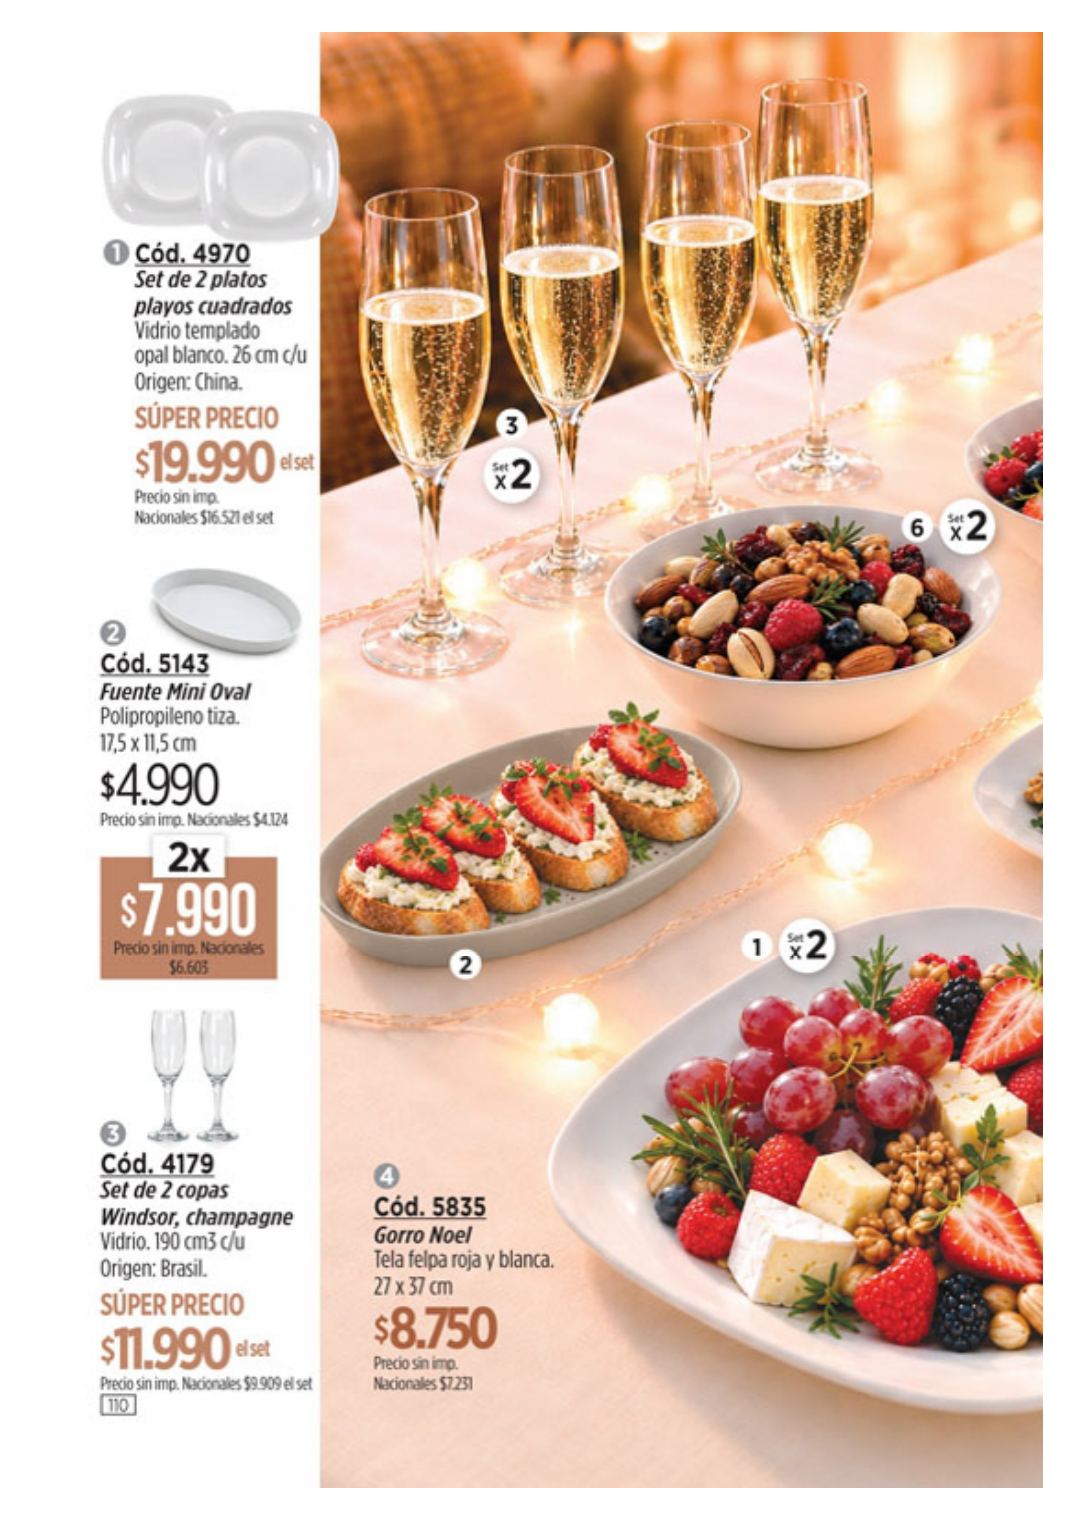 1 Cód. 4970
Set de 2 platos
playos cuadrados
Vidrio templado
opal blanco. 26 cm c/u
Origen: China.
SÚPER PRECIO
$19.990 el set
Precio sin imp.
Nacionales $16.521 el set
2
Cód. 5143
Fuente Mini Oval
Polipropileno tiza.
17,5 x 11,5 cm
$4.990
Precio sin imp. Nacionales $4.124
2x
$7.990
Precio sin imp. Nacionales
$6.603
3
Cód. 4179
Set de 2 copas
Windsor, champagne
Vidrio. 190 cm3 c/u
Origen: Brasil.
SÚPER PRECIO
$11.990 el set
Precio sin imp. Nacionales $9.909 el set
110
3
Set
x 2
6
Set
x 2
2
1
Set
x 2
4
Cód. 5835
Gorro Noel
Tela felpa roja y blanca.
27 x 37 cm
$8.750
Precio sin imp.
Nacionales $7.231